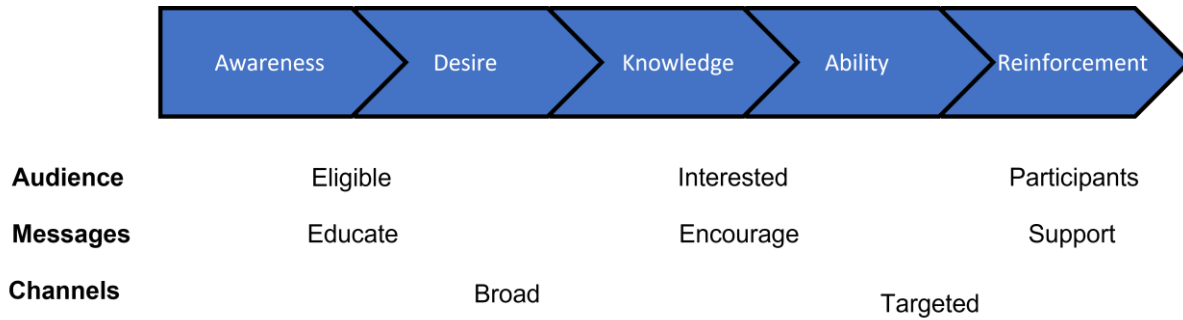 Awareness Desire Knowledge Ability Reinforcement
Audience Eligible Interested Participants
Messages Educate Encourage Support
Channels Broad Targeted